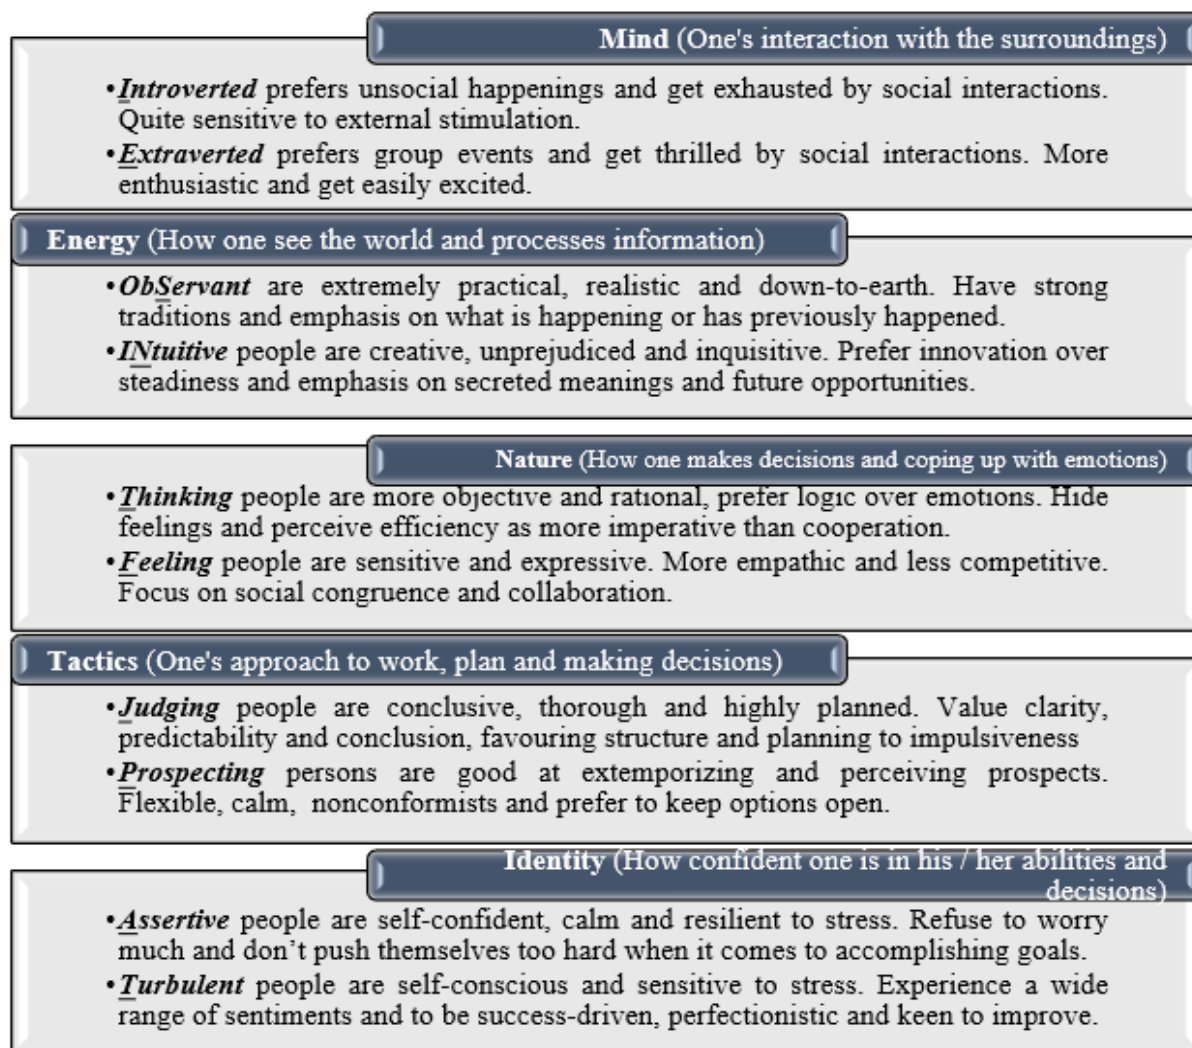 Mind (One's interaction with the surroundings)
•Introverted prefers unsocial happenings and get exhausted by social interactions.
Quite sensitive to external stimulation.
•Extraverted prefers group events and get thrilled by social interactions. More
enthusiastic and get easily excited.
Energy (How one see the world and processes information)
•ObServant are extremely practical, realistic and down-to-earth. Have strong
traditions and emphasis on what is happening or has previously happened.
•INtuitive people are creative, unprejudiced and inquisitive. Prefer innovation over
steadiness and emphasis on secreted meanings and future opportunities.
Nature (How one makes decisions and coping up with emotions)
•Thinking people are more objective and rational, prefer logic over emotions. Hide
feelings and perceive efficiency as more imperative than cooperation.
•Feeling people are sensitive and expressive. More empathic and less competitive.
Focus on social congruence and collaboration.
Tactics (One's approach to work, plan and making decisions)
•Judging people are conclusive, thorough and highly planned. Value clarity,
predictability and conclusion, favouring structure and planning to impulsiveness
•Prospecting persons are good at extemporizing and perceiving prospects.
Flexible, calm, nonconformists and prefer to keep options open.
Identity (How confident one is in his / her abilities and
decisions)
•Assertive people are self-confident, calm and resilient to stress. Refuse to worry
much and don’t push themselves too hard when it comes to accomplishing goals.
•Turbulent people are self-conscious and sensitive to stress. Experience a wide
range of sentiments and to be success-driven, perfectionistic and keen to improve.